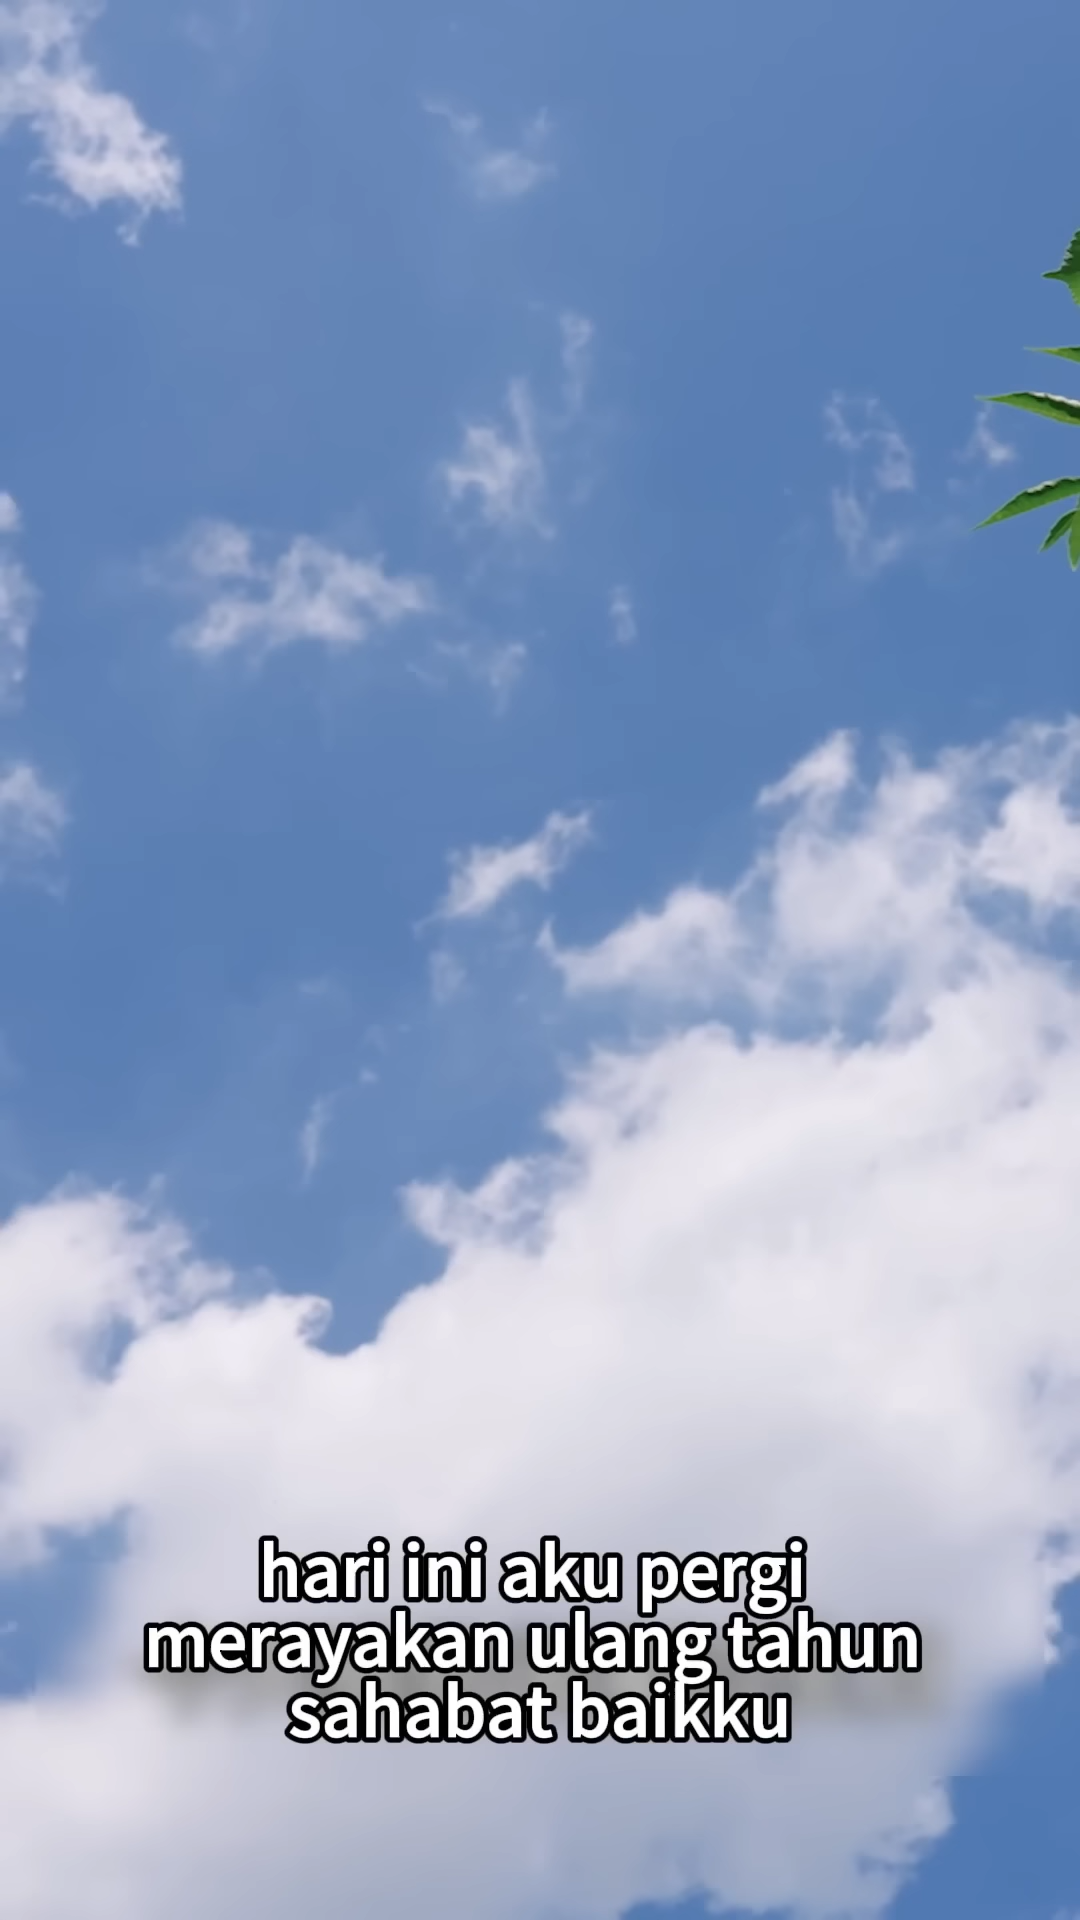 hari ini aku pergi
merayakan ulang tahun
sahabat baikku